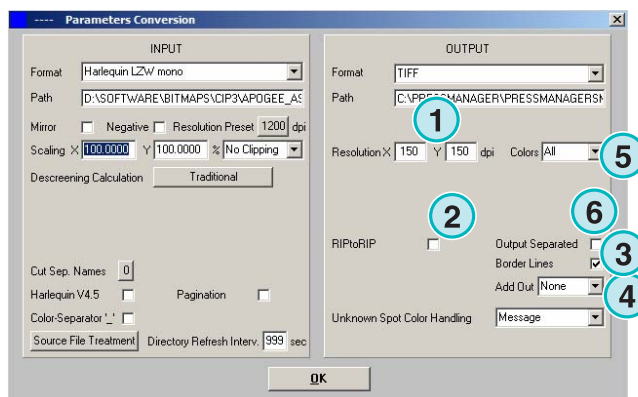 ---- Parameters Conversion
INPUT
Format Harlequin LZW mono
Path D:\SOFTWARE\BITMAPS\CIP3\APOGEE_AS
Mirror Negative Resolution Preset 1200 dpi
Scaling X 100.0000 Y 100.0000 % No Clipping
Descreening Calculation Traditional
Cut Sep. Names 0
Harlequin V4.5 Pagination
Color-Separator '_'
Source File Treatment Directory Refresh Interv. 999 sec
OUTPUT
Format TIFF
Path C:\PRESSMANAGER\PRESSMANAGERSM
1
Resolution X 150 Y 150 dpi Colors All
5
2
6
RIPtoRIP Output Separated
3
Border Lines
Add Out None
4
Unknown Spot Color Handling Message
OK